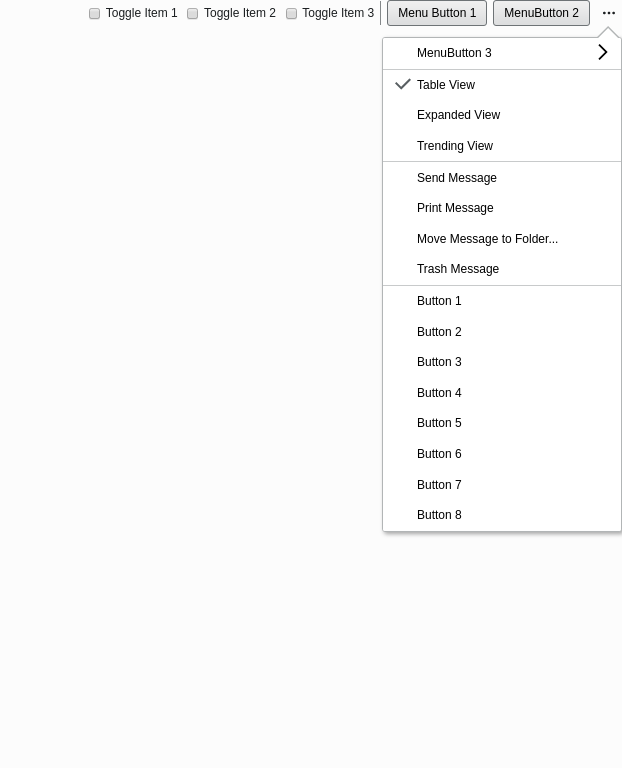 Toggle Item 1 Toggle Item 2 Toggle Item 3 Menu Button 1 MenuButton 2
MenuButton 3
Table View
Expanded View
Trending View
Send Message
Print Message
Move Message to Folder...
Trash Message
Button 1
Button 2
Button 3
Button 4
Button 5
Button 6
Button 7
Button 8